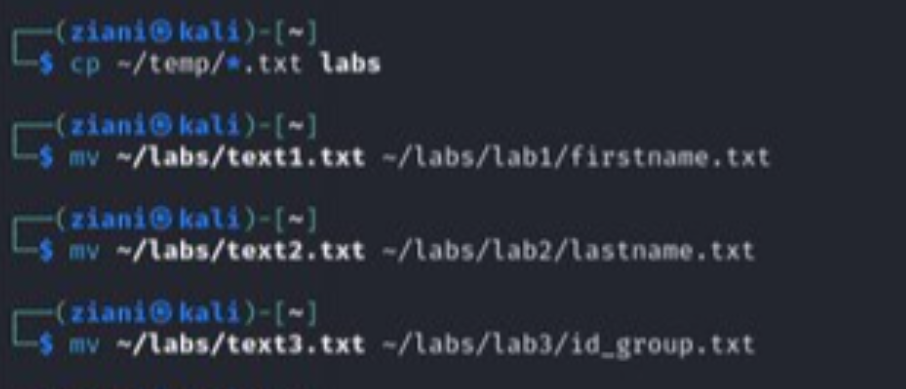 ┌──(ziani㉿kali)-[~]
└─$ cp ~/temp/*.txt labs
┌──(ziani㉿kali)-[~]
└─$ mv ~/labs/text1.txt ~/labs/lab1/firstname.txt
┌──(ziani㉿kali)-[~]
└─$ mv ~/labs/text2.txt ~/labs/lab2/lastname.txt
┌──(ziani㉿kali)-[~]
└─$ mv ~/labs/text3.txt ~/labs/lab3/id_group.txt